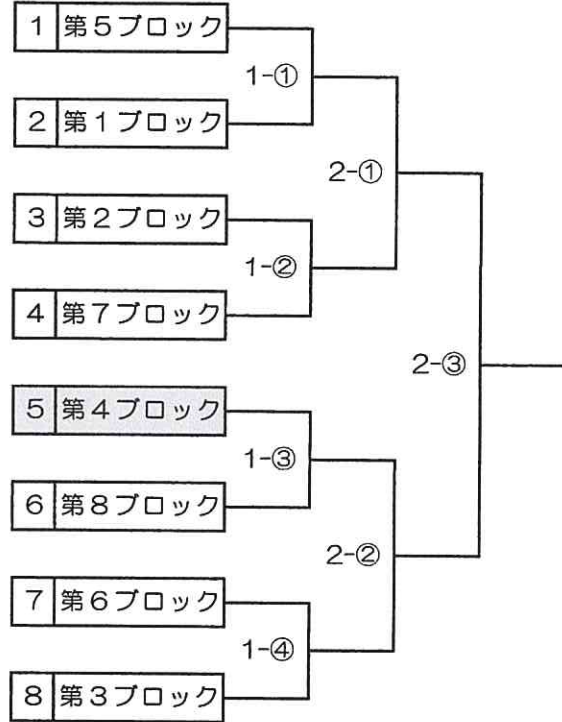 1 第5ブロック
1-①
2 第1ブロック
2-①
3 第2ブロック
1-②
4 第7ブロック
2-③
5 第4ブロック
1-③
6 第8ブロック
2-②
7 第6ブロック
1-④
8 第3ブロック